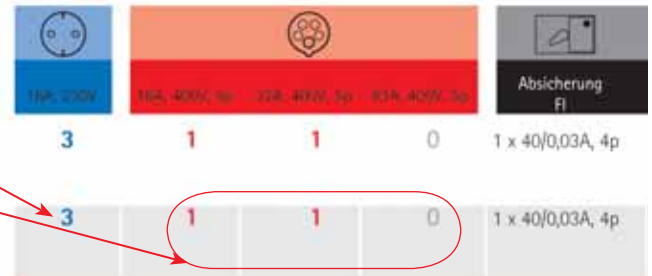 16A, 230V 16A, 400V, 5p 32A, 400V, 5p 63A, 400V, 5p Absicherung
FI
3 1 1 0 1 x 40/0,03A, 4p
3 1 1 0 1 x 40/0,03A, 4p